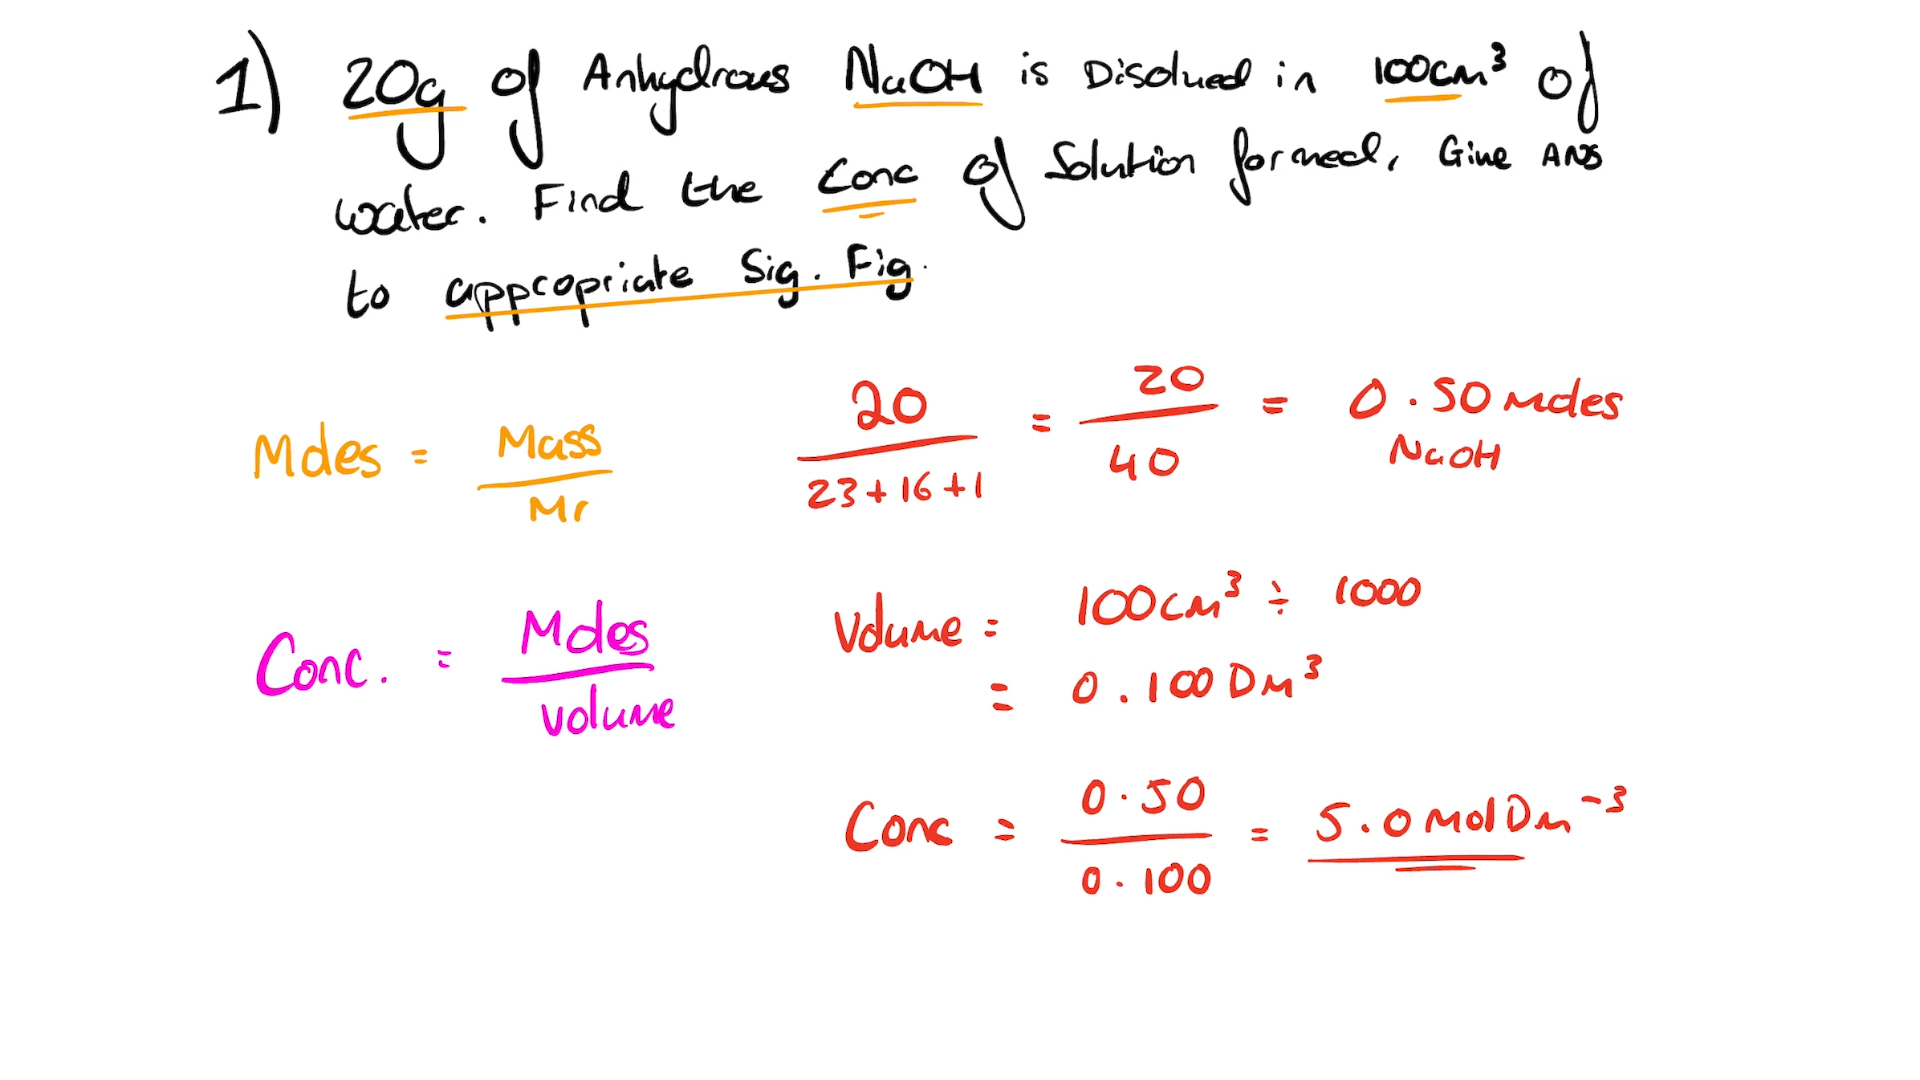 1) 20g of Anhydrous NaOH is Disolued in 100cm³ of
water. Find the Conc of Solution formed, Give ANS
to appropriate Sig. Fig.
Moles = Mass / Mr
20 / 23+16+1 = 20 / 40 = 0.50 moles
NaOH
Conc. = Moles / volume
Volume = 100cm³ ÷ 1000
= 0.100 Dm³
Conc = 0.50 / 0.100 = 5.0 mol Dm⁻³